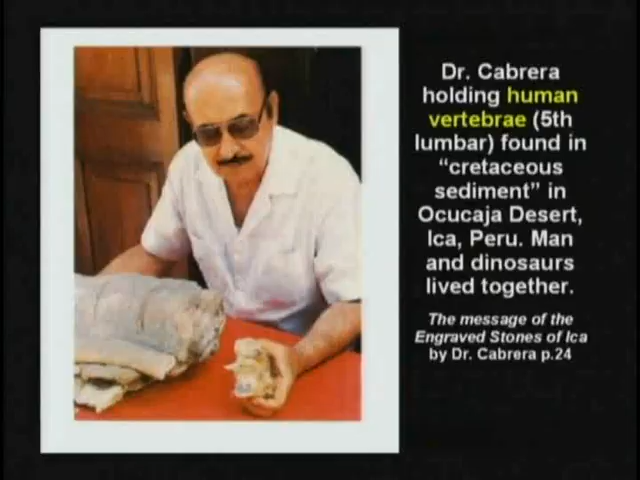 Dr. Cabrera
holding human
vertebrae (5th
lumbar) found in
“cretaceous
sediment” in
Ocucaja Desert,
Ica, Peru. Man
and dinosaurs
lived together.
The message of the
Engraved Stones of Ica
by Dr. Cabrera p.24